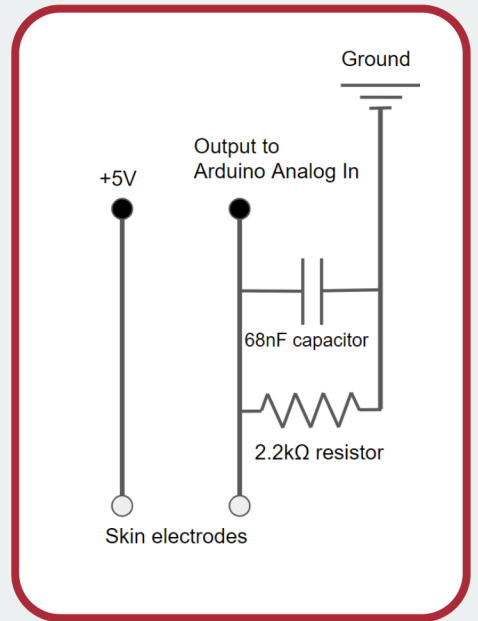 Ground
Output to
Arduino Analog In
+5V
68nF capacitor
2.2kΩ resistor
Skin electrodes